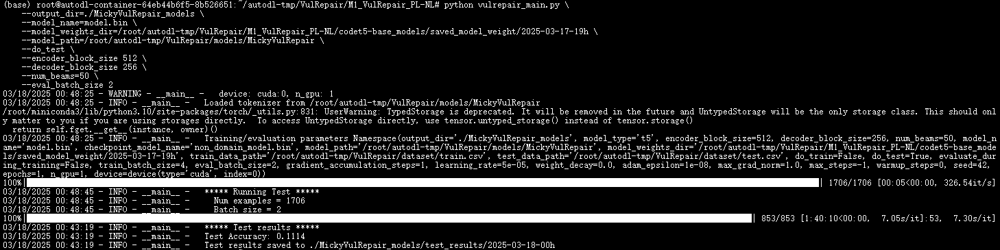 (base) root@autodl-container-64eb44b6f5-8b526651:~/autodl-tmp/VulRepair/M1_VulRepair_PL-NL# python vulrepair_main.py \
    --output_dir=./MickyVulRepair_models \
    --model_name=model.bin \
    --model_weights_dir=/root/autodl-tmp/VulRepair/M1_VulRepair_PL-NL/codet5-base_models/saved_model_weight/2025-03-17-19h \
    --model_path=/root/autodl-tmp/VulRepair/models/MickyVulRepair \
    --do_test \
    --encoder_block_size 512 \
    --decoder_block_size 256 \
    --num_beams=50 \
    --eval_batch_size 2
03/18/2025 00:48:25 - WARNING - __main__ -   device: cuda:0, n_gpu: 1
03/18/2025 00:48:25 - INFO - __main__ -   Loaded tokenizer from /root/autodl-tmp/VulRepair/models/MickyVulRepair
/root/miniconda3/lib/python3.10/site-packages/torch/_utils.py:831: UserWarning: TypedStorage is deprecated. It will be removed in the future and UntypedStorage will be the only storage class. This should onl
y matter to you if you are using storages directly.  To access UntypedStorage directly, use tensor.untyped_storage() instead of tensor.storage()
  return self.fget.__get__(instance, owner)()
03/18/2025 00:48:25 - INFO - __main__ -   Training/evaluation parameters Namespace(output_dir='./MickyVulRepair_models', model_type='t5', encoder_block_size=512, decoder_block_size=256, num_beams=50, model_n
ame='model.bin', checkpoint_model_name='non_domain_model.bin', model_path='/root/autodl-tmp/VulRepair/models/MickyVulRepair', model_weights_dir='/root/autodl-tmp/VulRepair/M1_VulRepair_PL-NL/codet5-base_mode
ls/saved_model_weight/2025-03-17-19h', train_data_path='/root/autodl-tmp/VulRepair/dataset/train.csv', test_data_path='/root/autodl-tmp/VulRepair/dataset/test.csv', do_train=False, do_test=True, evaluate_dur
ing_training=False, train_batch_size=4, eval_batch_size=2, gradient_accumulation_steps=1, learning_rate=5e-05, weight_decay=0.0, adam_epsilon=1e-08, max_grad_norm=1.0, max_steps=-1, warmup_steps=0, seed=42,
epochs=1, n_gpu=1, device=device(type='cuda', index=0))
100%| | 1706/1706 [00:05<00:00, 326.54it/s]
03/18/2025 00:48:45 - INFO - __main__ -   ***** Running Test *****
03/18/2025 00:48:45 - INFO - __main__ -     Num examples = 1706
03/18/2025 00:48:45 - INFO - __main__ -     Batch size = 2
100%| | 853/853 [1:40:10<00:00,  7.05s/it]:53,  7.30s/it]
03/18/2025 00:43:19 - INFO - __main__ -   ***** Test results *****
03/18/2025 00:43:19 - INFO - __main__ -   Test Accuracy: 0.1114
03/18/2025 00:43:19 - INFO - __main__ -   Test results saved to ./MickyVulRepair_models/test_results/2025-03-18-00h